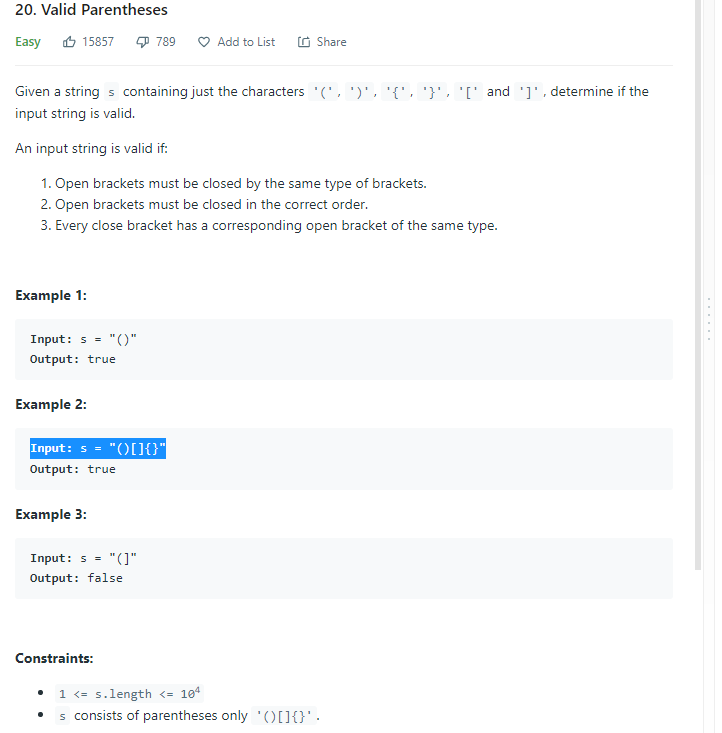 20. Valid Parentheses
Easy 15857 789 Add to List Share
Given a string s containing just the characters '(', ')', '{', '}', '[' and ']', determine if the
input string is valid.
An input string is valid if:
1. Open brackets must be closed by the same type of brackets.
2. Open brackets must be closed in the correct order.
3. Every close bracket has a corresponding open bracket of the same type.
Example 1:
Input: s = "()"
Output: true
Example 2:
Input: s = "()[]{}"
Output: true
Example 3:
Input: s = "(]"
Output: false
Constraints:
• 1 <= s.length <= 10⁴
• s consists of parentheses only '()[]{}'.